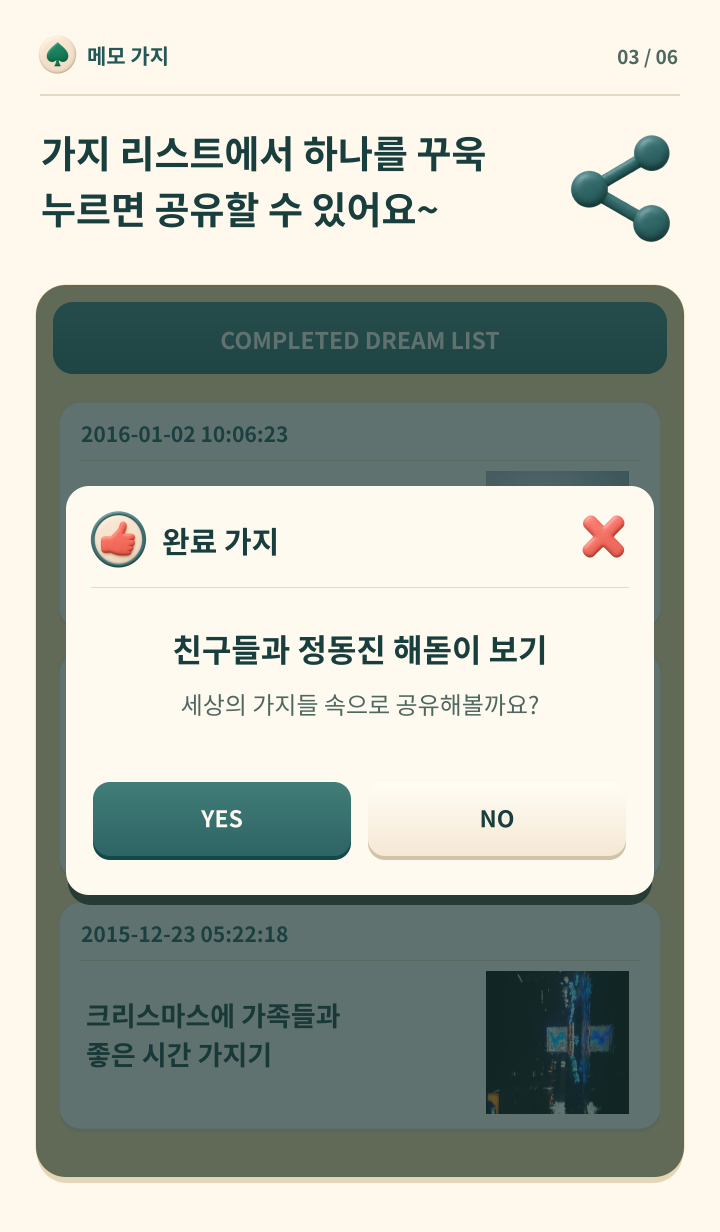 메모 가지
03 / 06
가지 리스트에서 하나를 꾸욱
누르면 공유할 수 있어요~
COMPLETED DREAM LIST
2016-01-02 10:06:23
완료 가지
친구들과 정동진 해돋이 보기
세상의 가지들 속으로 공유해볼까요?
YES
NO
2015-12-23 05:22:18
크리스마스에 가족들과
좋은 시간 가지기